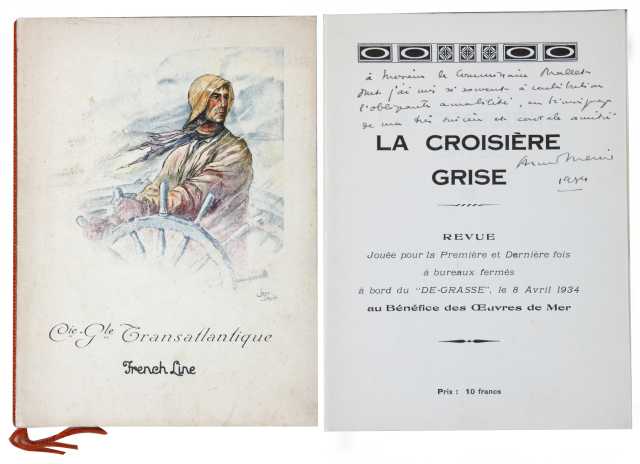 Cie. Gle Transatlantique
French Line
à Monsieur le Commissaire Mallet
dont j'ai mis si souvent à contribution
l'obligeante amabilité, en témoignage
de ma très sincère et cordiale amitié
1934
LA CROISIÈRE
GRISE
REVUE
Jouée pour la Première et Dernière fois
à bureaux fermés
à bord du "DE-GRASSE", le 8 Avril 1934
au Bénéfice des Œuvres de Mer
Prix : 10 francs